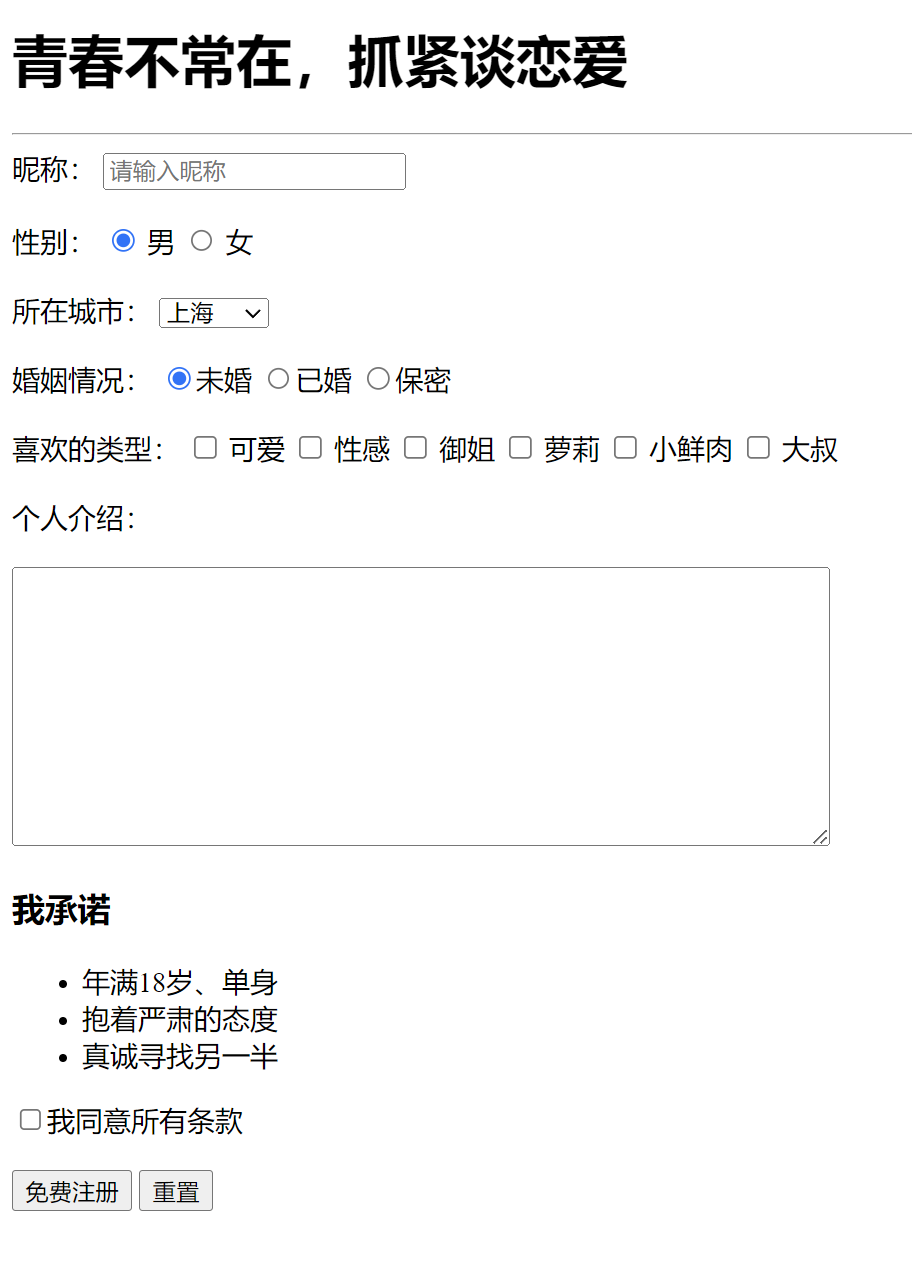 青春不常在，抓紧谈恋爱
昵称： 请输入昵称
性别： 男 女
所在城市： 上海
婚姻情况： 未婚 已婚 保密
喜欢的类型： 可爱 性感 御姐 萝莉 小鲜肉 大叔
个人介绍：
我承诺
年满18岁、单身
抱着严肃的态度
真诚寻找另一半
我同意所有条款
免费注册 重置